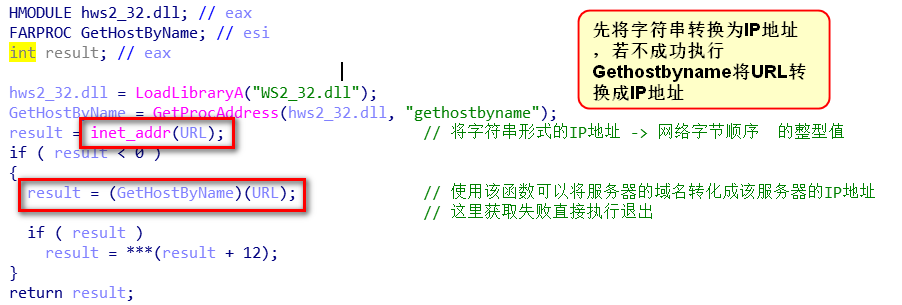 HMODULE hws2_32.dll; // eax
FARPROC GetHostByName; // esi
int result; // eax
先将字符串转换为IP地址
，若不成功执行
Gethostbyname将URL转
换成IP地址
hws2_32.dll = LoadLibraryA("WS2_32.dll");
GetHostByName = GetProcAddress(hws2_32.dll, "gethostbyname");
result = inet_addr(URL); // 将字符串形式的IP地址 -> 网络字节顺序  的整型值
if ( result < 0 )
{
  result = (GetHostByName)(URL); // 使用该函数可以将服务器的域名转化成该服务器的IP地址
// 这里获取失败直接执行退出
  if ( result )
    result = ***(result + 12);
}
return result;